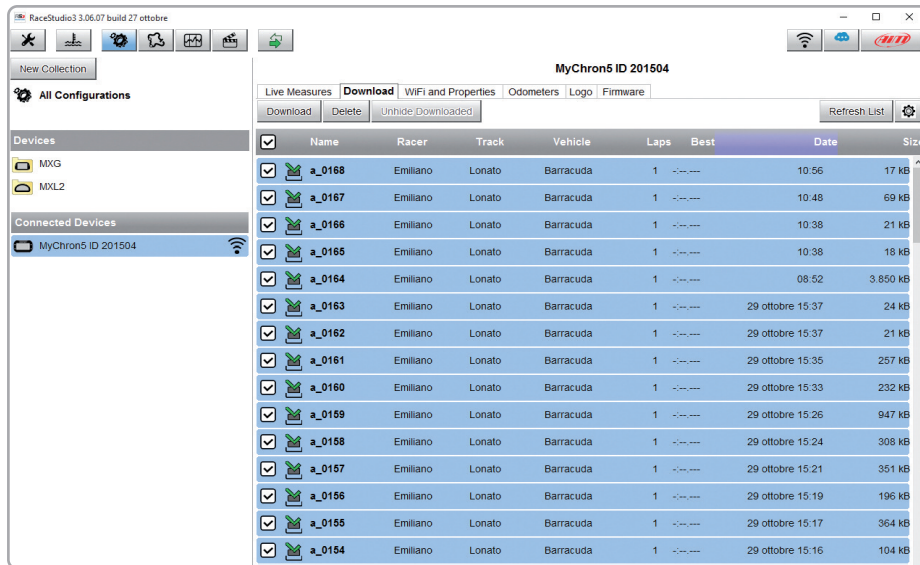 RaceStudio3 3.06.07 build 27 ottobre
AiM
New Collection
All Configurations
Devices
MXG
MXL2
Connected Devices
MyChron5 ID 201504
MyChron5 ID 201504
Live Measures Download WiFi and Properties Odometers Logo Firmware
Download Delete Unhide Downloaded Refresh List
Name Racer Track Vehicle Laps Best Date Size
a_0168 Emiliano Lonato Barracuda 1 -:--.--- 10:56 17 kB
a_0167 Emiliano Lonato Barracuda 1 -:--.--- 10:48 69 kB
a_0166 Emiliano Lonato Barracuda 1 -:--.--- 10:38 21 kB
a_0165 Emiliano Lonato Barracuda 1 -:--.--- 10:38 18 kB
a_0164 Emiliano Lonato Barracuda 1 -:--.--- 08:52 3.850 kB
a_0163 Emiliano Lonato Barracuda 1 -:--.--- 29 ottobre 15:37 24 kB
a_0162 Emiliano Lonato Barracuda 1 -:--.--- 29 ottobre 15:37 21 kB
a_0161 Emiliano Lonato Barracuda 1 -:--.--- 29 ottobre 15:35 257 kB
a_0160 Emiliano Lonato Barracuda 1 -:--.--- 29 ottobre 15:33 232 kB
a_0159 Emiliano Lonato Barracuda 1 -:--.--- 29 ottobre 15:26 947 kB
a_0158 Emiliano Lonato Barracuda 1 -:--.--- 29 ottobre 15:24 308 kB
a_0157 Emiliano Lonato Barracuda 1 -:--.--- 29 ottobre 15:21 351 kB
a_0156 Emiliano Lonato Barracuda 1 -:--.--- 29 ottobre 15:19 196 kB
a_0155 Emiliano Lonato Barracuda 1 -:--.--- 29 ottobre 15:17 364 kB
a_0154 Emiliano Lonato Barracuda 1 -:--.--- 29 ottobre 15:16 104 kB